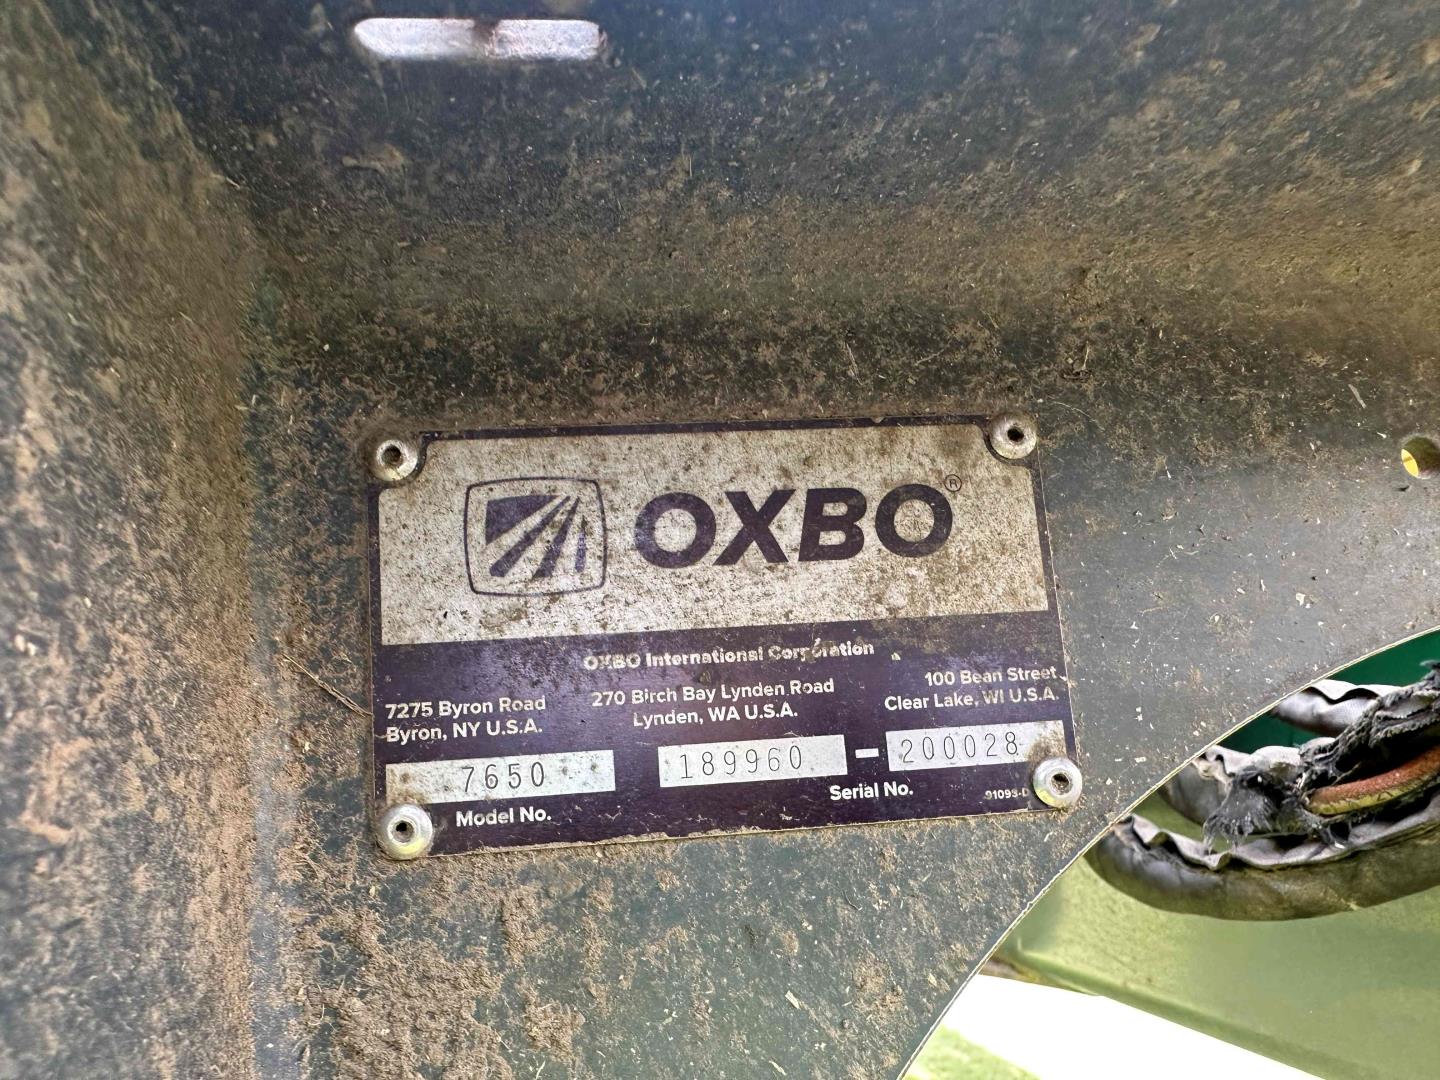 OXBO®
OXBO International Corporation
7275 Byron Road
Byron, NY U.S.A.
270 Birch Bay Lynden Road
Lynden, WA U.S.A.
100 Bean Street
Clear Lake, WI U.S.A.
7650
189960 - 200028
Model No.
Serial No.
91093-D